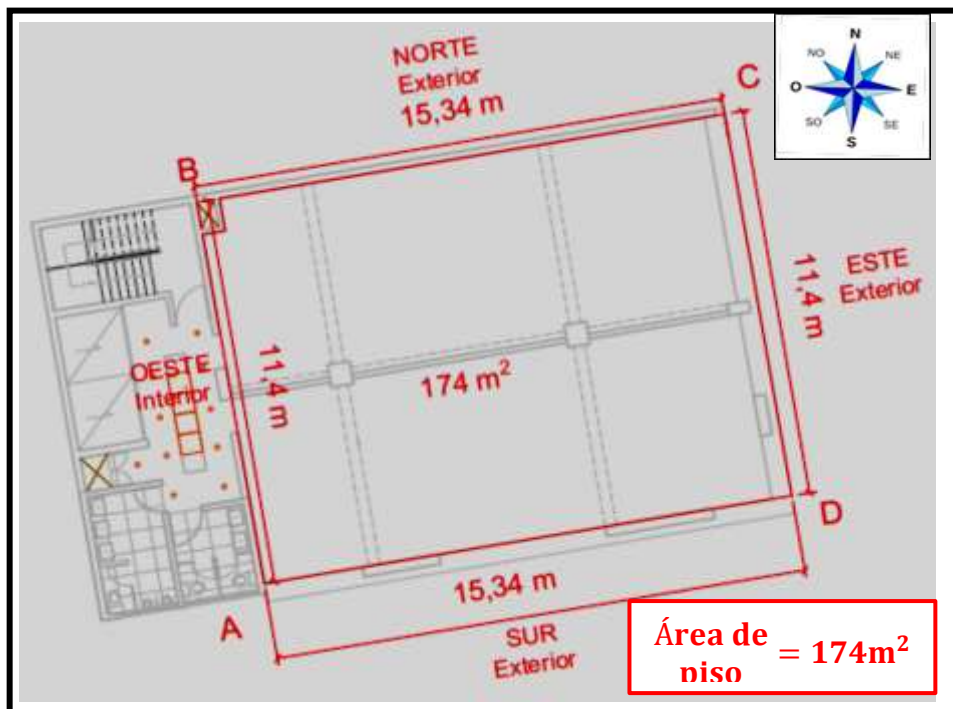 NORTE
Exterior
15,34 m
C
N
NO
NE
O
E
SO
SE
S
B
11,4 m
ESTE
Exterior
OESTE
Interior
11,4 m
174 m²
D
15,34 m
A
SUR
Exterior
Área de
piso
= 174m²